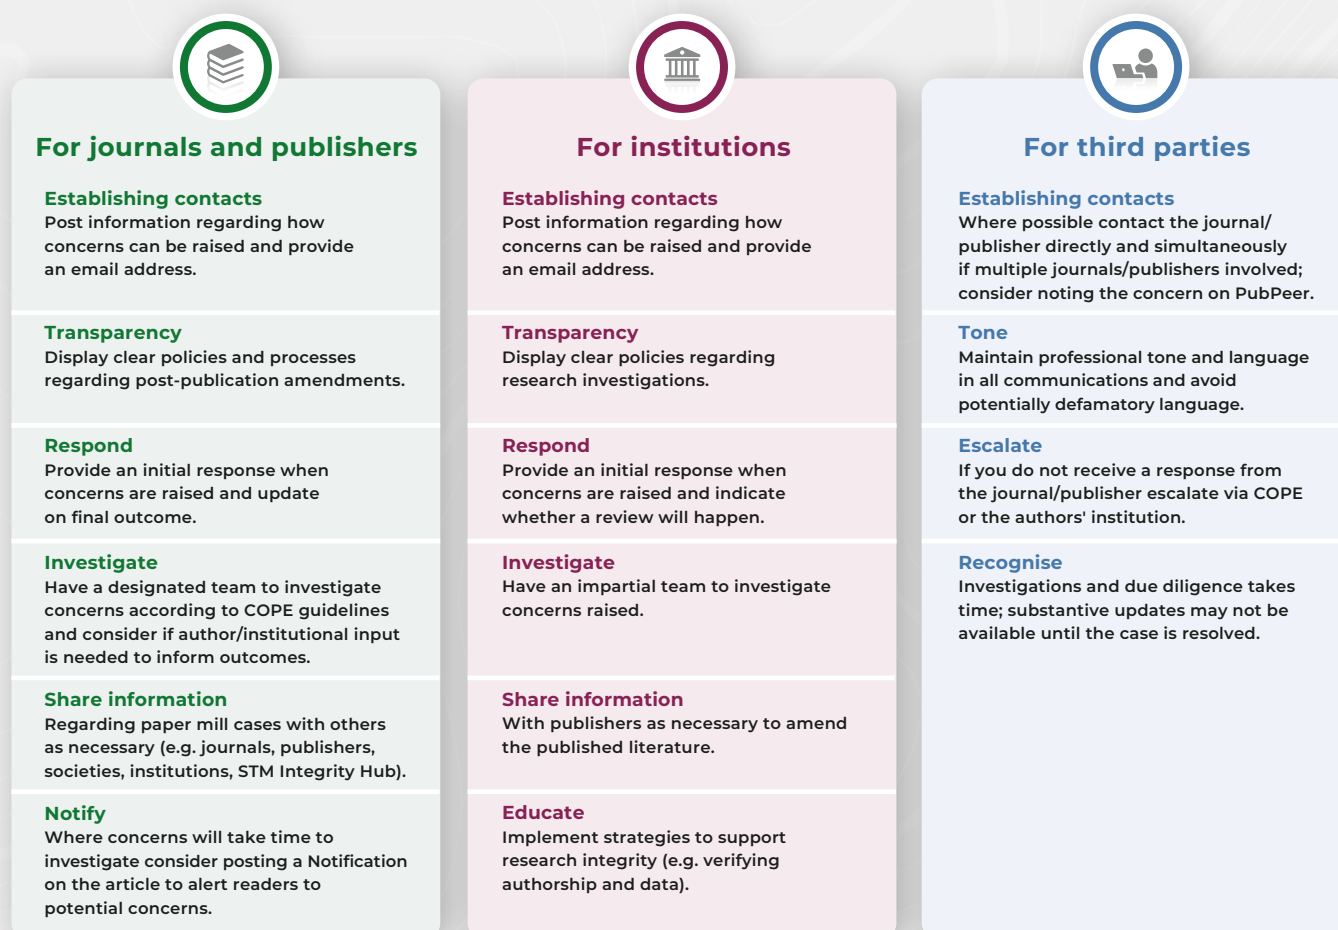 For journals and publishers
Establishing contacts
Post information regarding how
concerns can be raised and provide
an email address.
Transparency
Display clear policies and processes
regarding post-publication amendments.
Respond
Provide an initial response when
concerns are raised and update
on final outcome.
Investigate
Have a designated team to investigate
concerns according to COPE guidelines
and consider if author/institutional input
is needed to inform outcomes.
Share information
Regarding paper mill cases with others
as necessary (e.g. journals, publishers,
societies, institutions, STM Integrity Hub).
Notify
Where concerns will take time to
investigate consider posting a Notification
on the article to alert readers to
potential concerns.
For institutions
Establishing contacts
Post information regarding how
concerns can be raised and provide
an email address.
Transparency
Display clear policies regarding
research investigations.
Respond
Provide an initial response when
concerns are raised and indicate
whether a review will happen.
Investigate
Have an impartial team to investigate
concerns raised.
Share information
With publishers as necessary to amend
the published literature.
Educate
Implement strategies to support
research integrity (e.g. verifying
authorship and data).
For third parties
Establishing contacts
Where possible contact the journal/
publisher directly and simultaneously
if multiple journals/publishers involved;
consider noting the concern on PubPeer.
Tone
Maintain professional tone and language
in all communications and avoid
potentially defamatory language.
Escalate
If you do not receive a response from
the journal/publisher escalate via COPE
or the authors' institution.
Recognise
Investigations and due diligence takes
time; substantive updates may not be
available until the case is resolved.